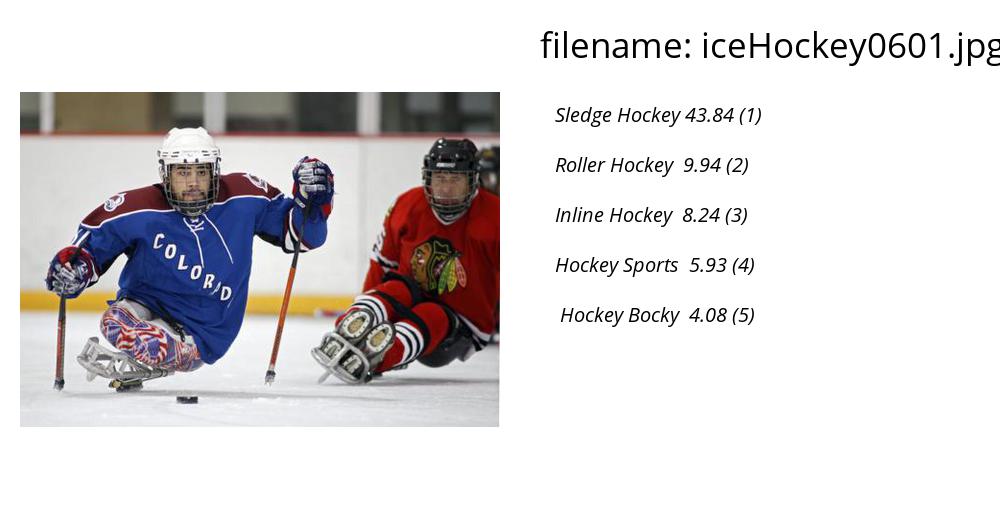 filename: iceHockey0601.jpg
Sledge Hockey 43.84 (1)
Roller Hockey 9.94 (2)
Inline Hockey 8.24 (3)
Hockey Sports 5.93 (4)
Hockey Bocky 4.08 (5)
COLORADO